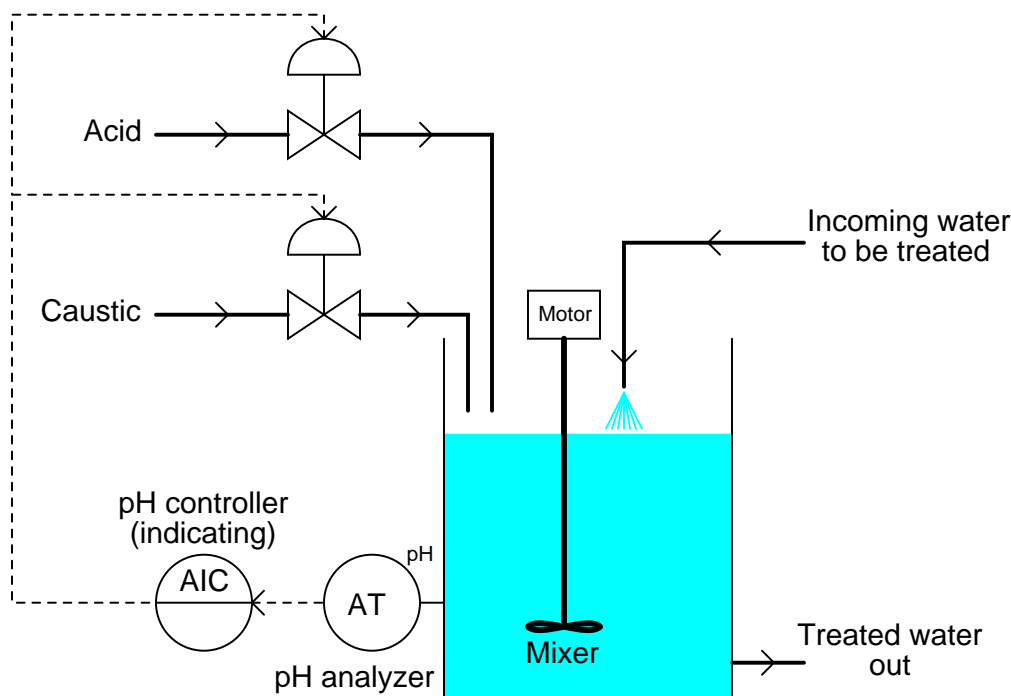 Acid
Incoming water
to be treated
Caustic
Motor
pH controller
(indicating)
pH
AIC
AT
Mixer
Treated water
out
pH analyzer